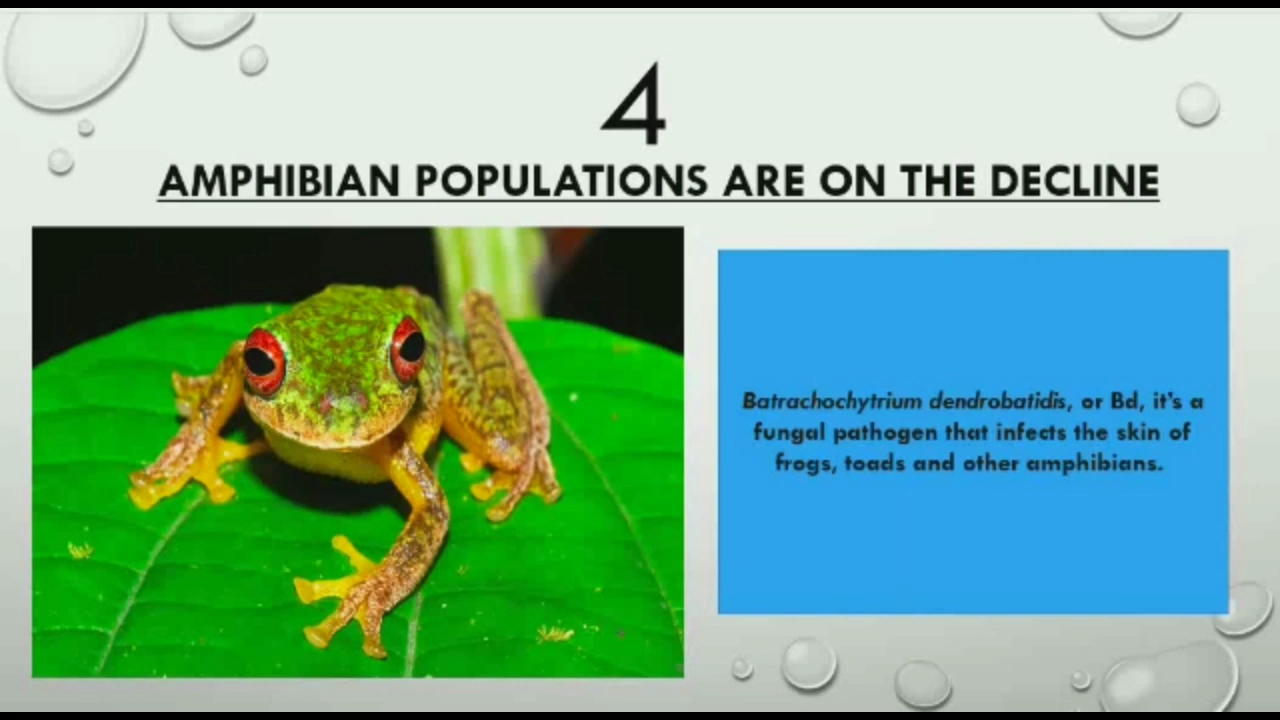 4
AMPHIBIAN POPULATIONS ARE ON THE DECLINE
Batrachochytrium dendrobatidis, or Bd, it's a
fungal pathogen that infects the skin of
frogs, toads and other amphibians.